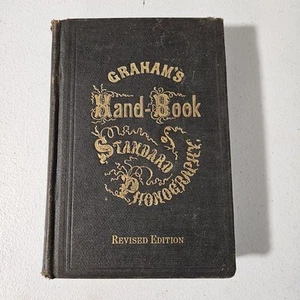 GRAHAM'S
Hand-Book
of
STANDARD
PHONOGRAPHY.
REVISED EDITION